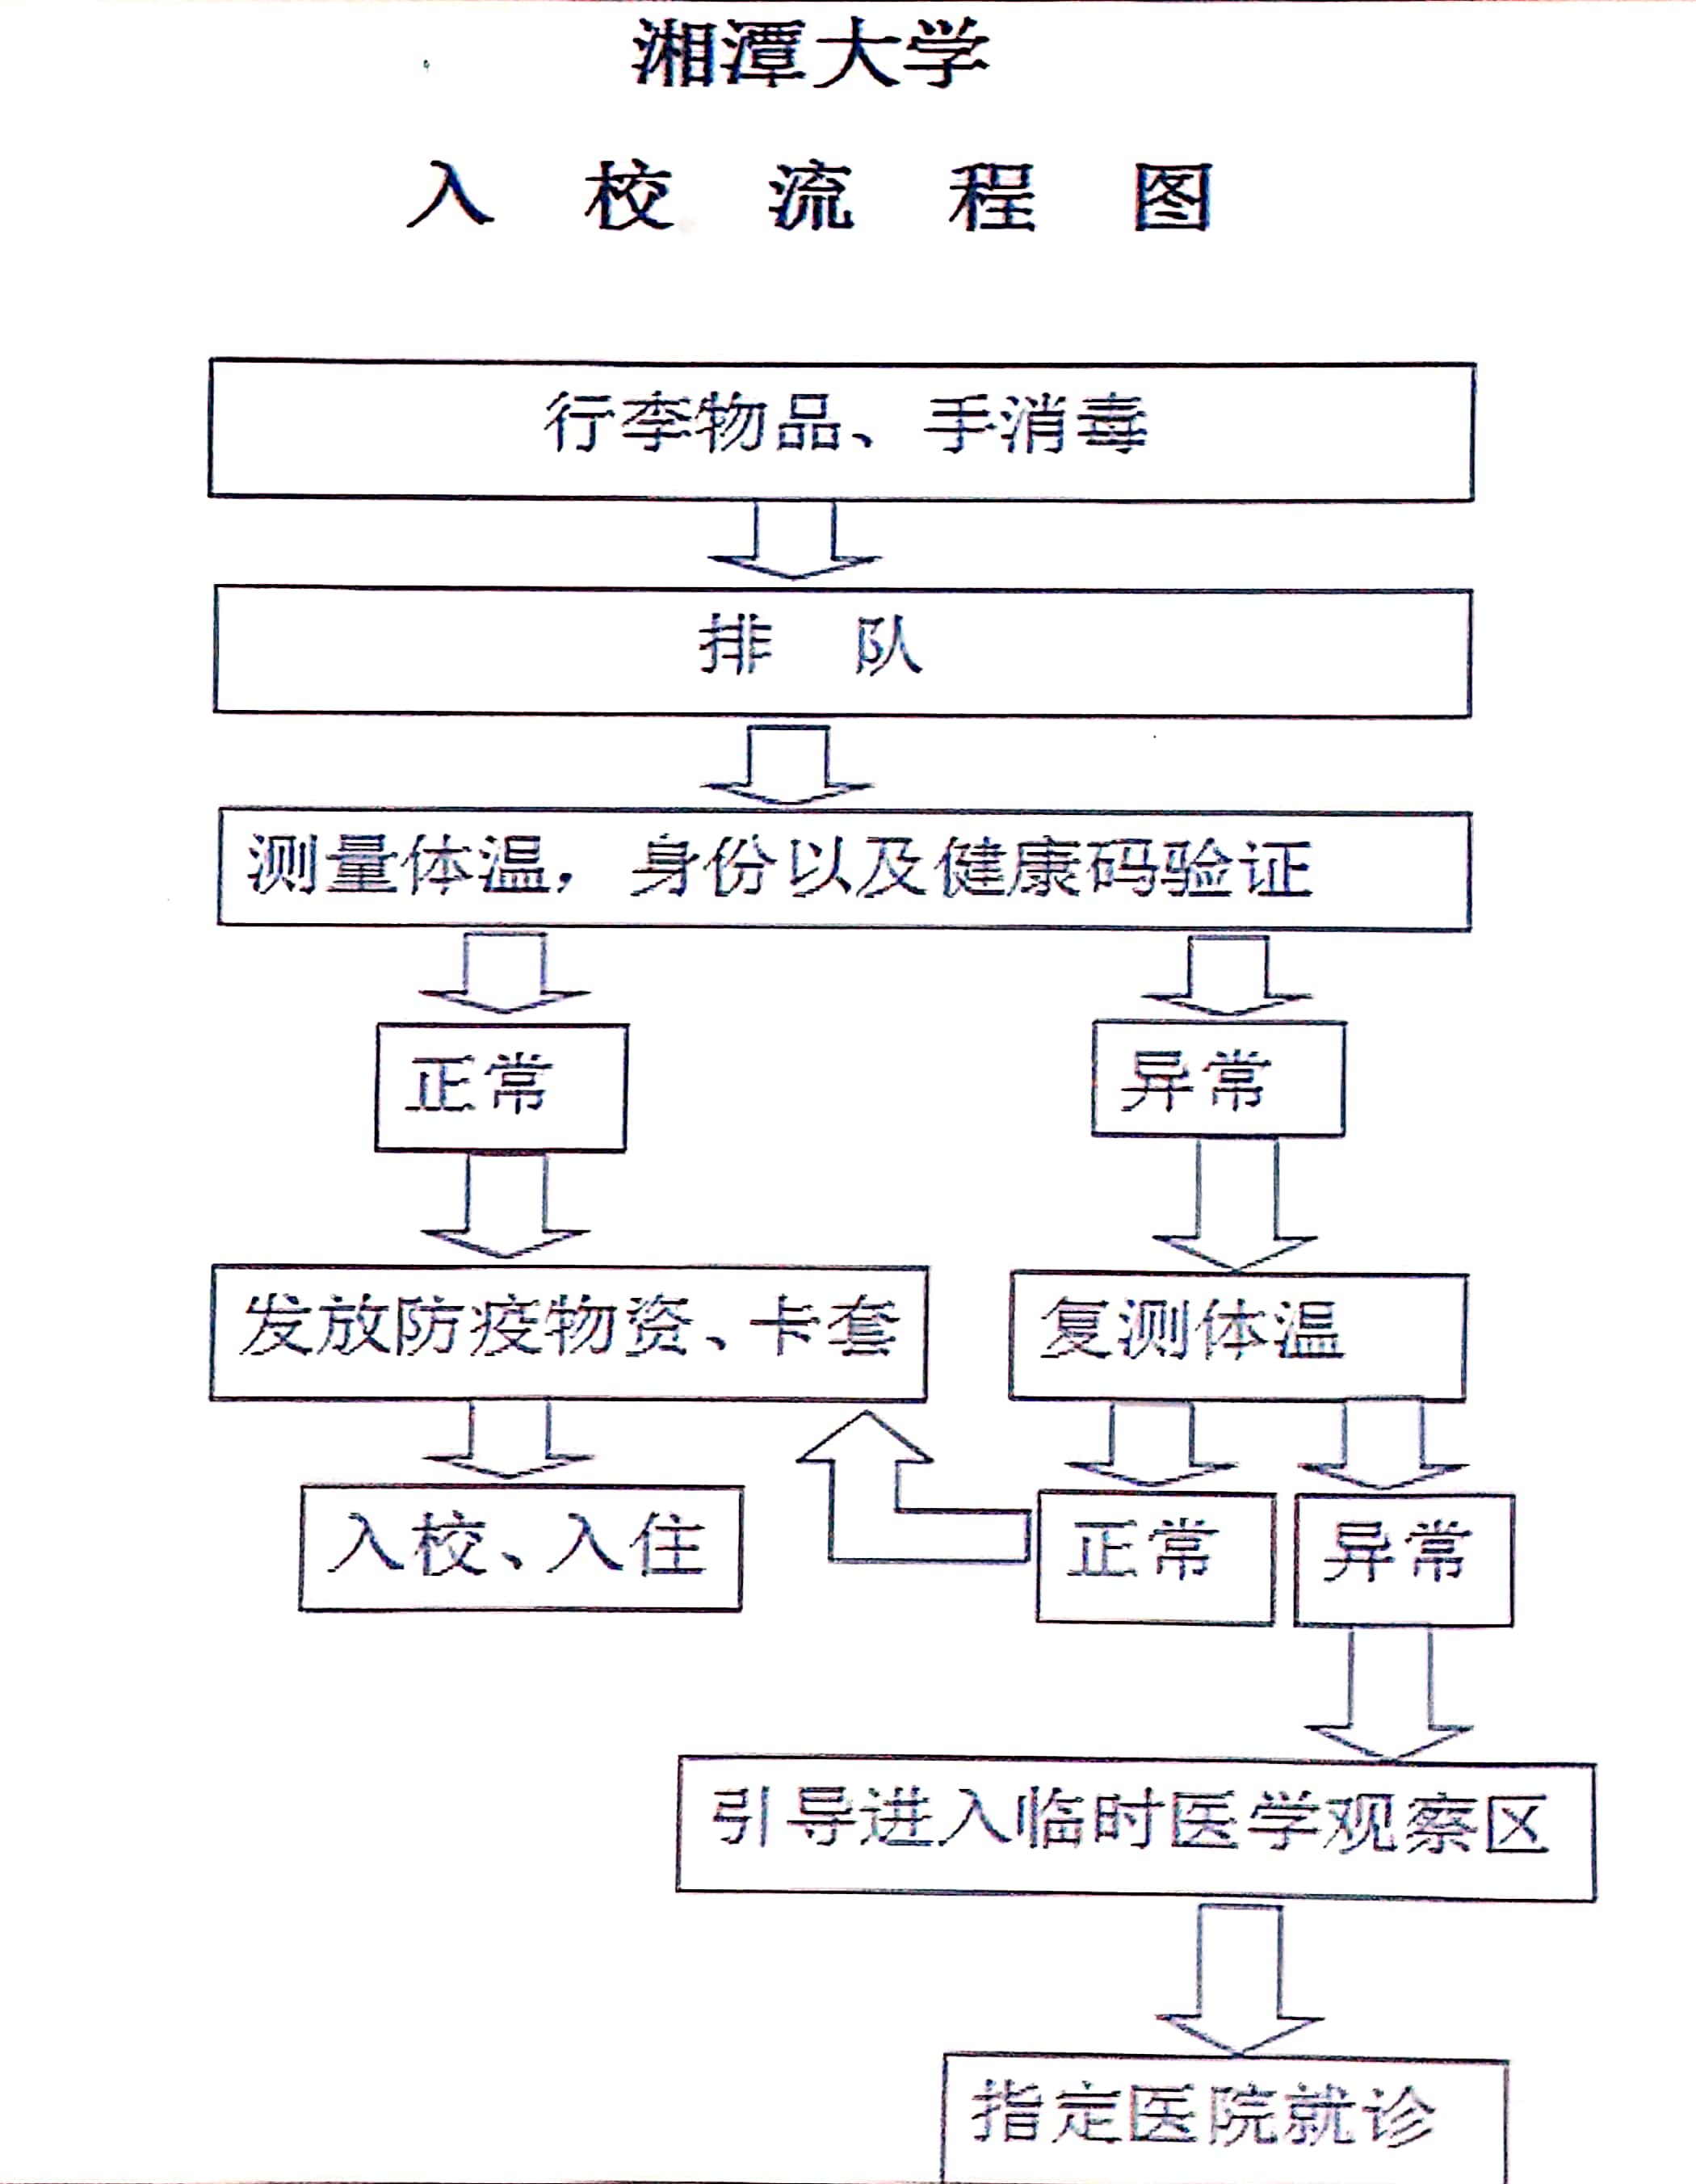 湘潭大学
入 校 流 程 图
行李物品、手消毒
排 队
测量体温，身份以及健康码验证
正常
异常
发放防疫物资、卡套
复测体温
入校、入住
正常
异常
引导进入临时医学观察区
指定医院就诊